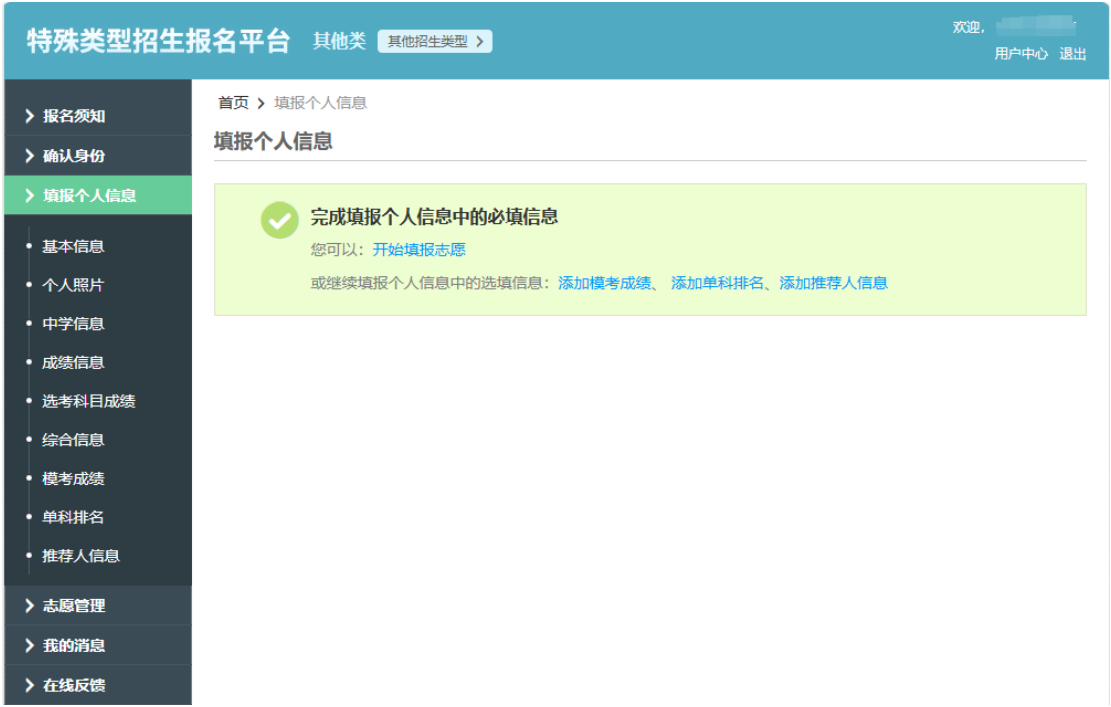 特殊类型招生报名平台 其他类 其他招生类型 >
欢迎,
用户中心 退出
报名须知
确认身份
填报个人信息
基本信息
个人照片
中学信息
成绩信息
选考科目成绩
综合信息
模考成绩
单科排名
推荐人信息
志愿管理
我的消息
在线反馈
首页 > 填报个人信息
填报个人信息
完成填报个人信息中的必填信息
您可以：开始填报志愿
或继续填报个人信息中的选填信息：添加模考成绩、 添加单科排名、添加推荐人信息